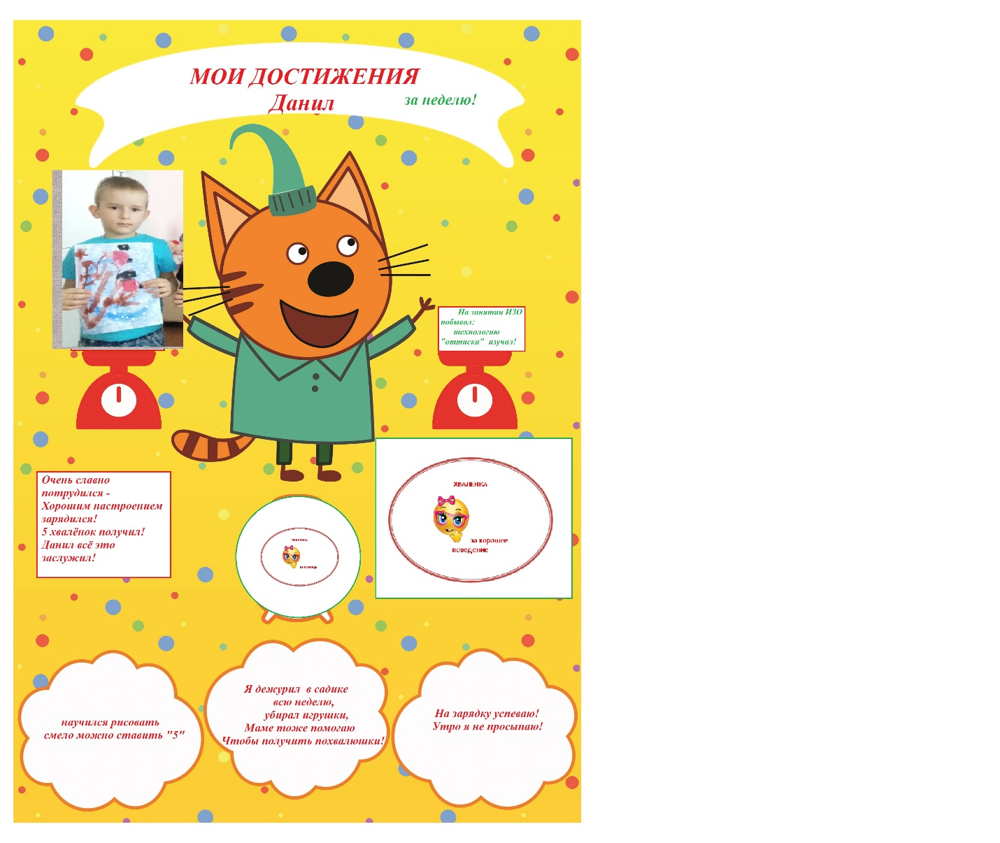 МОИ ДОСТИЖЕНИЯ
Данил
за неделю!
На занятии ИЗО
побывал:
технологию
"оттиска" изучал!
Очень славно
потрудился -
Хорошим настроением
зарядился!
5 хвалёнок получил!
Данил всё это
заслужил!
ХВАЛЕНКА
ХВАЛЕНКА
за хорошее
поведение
научился рисовать
смело можно ставить "5"
Я дежурил в садике
всю неделю,
убирал игрушки,
Маме тоже помогаю
Чтобы получить похвалюшки!
На зарядку успеваю!
Утро я не просыпаю!